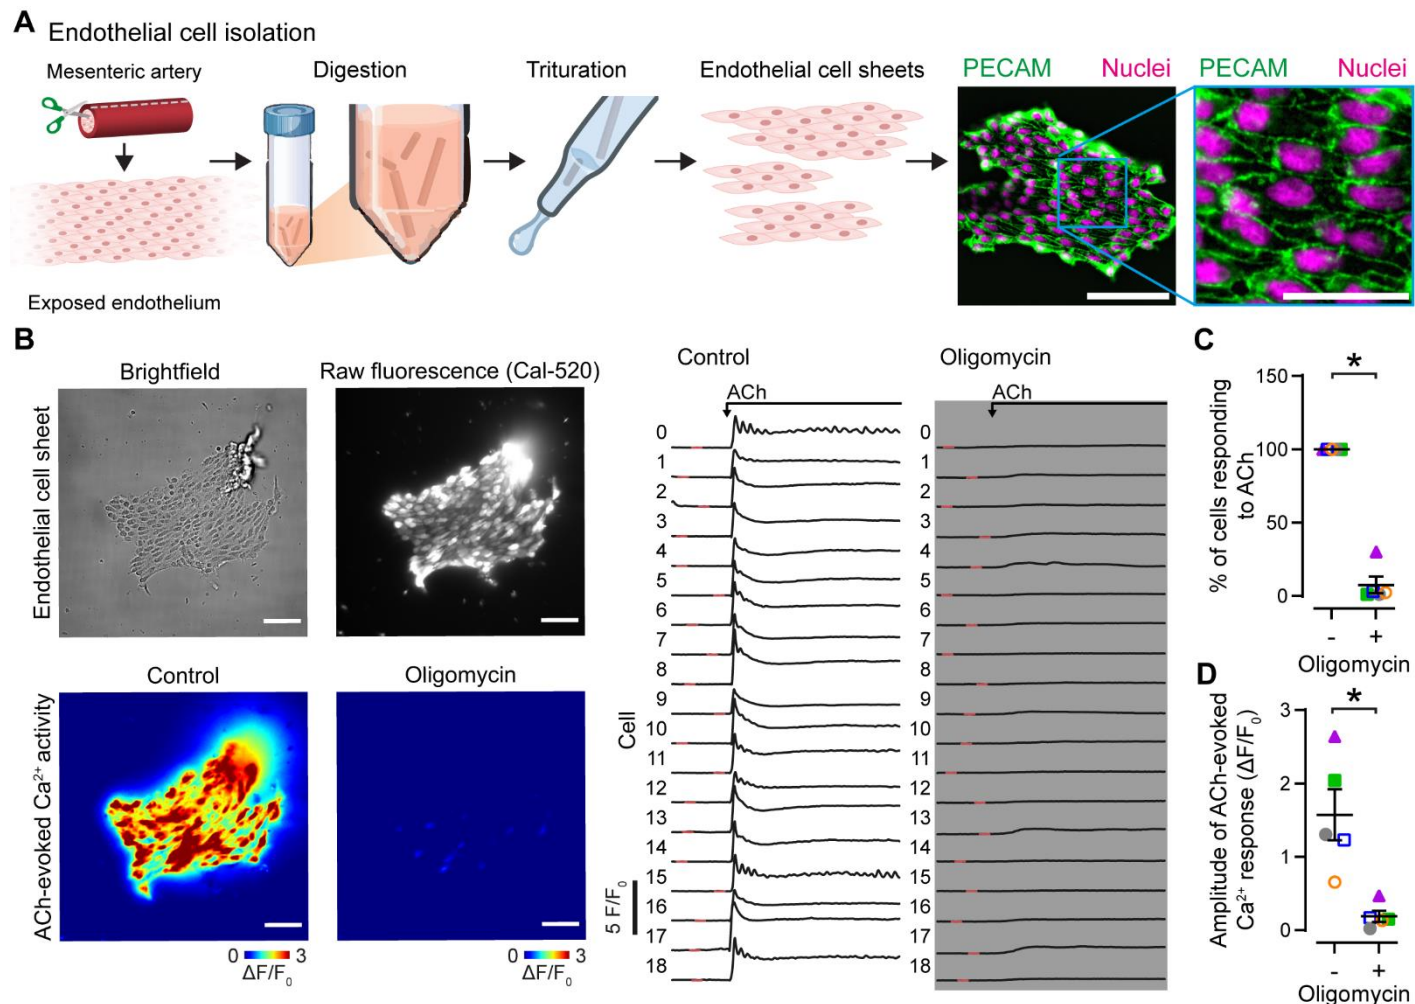 A Endothelial cell isolation
Mesenteric artery
Digestion
Trituration
Endothelial cell sheets
PECAM Nuclei
PECAM Nuclei
Exposed endothelium
B
Brightfield
Raw fluorescence (Cal-520)
Endothelial cell sheet
Control
Oligomycin
ACh-evoked Ca²⁺ activity
0 3
ΔF/F₀
0 3
ΔF/F₀
Control
ACh
Cell
0
1
2
3
4
5
6
7
8
9
10
11
12
13
14
15
16
17
18
5 F/F₀
Oligomycin
ACh
0
1
2
3
4
5
6
7
8
9
10
11
12
13
14
15
16
17
18
C
% of cells responding
to ACh
150
100
50
0
*
- +
Oligomycin
D
Amplitude of ACh-evoked
Ca²⁺ response (ΔF/F₀)
3
2
1
0
*
- +
Oligomycin